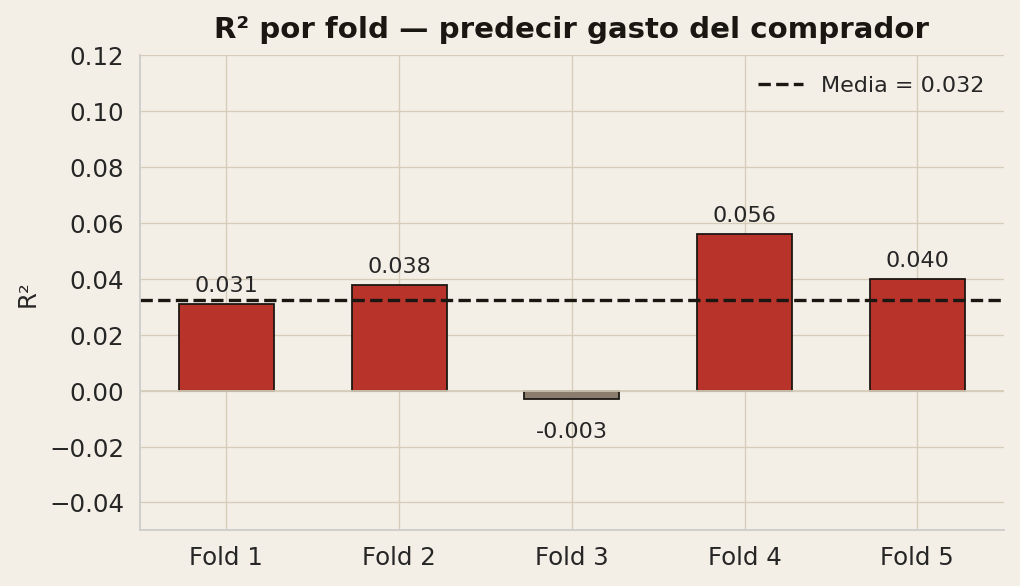 R² por fold — predecir gasto del comprador
0.12
0.10
0.08
0.06
0.04
0.02
0.00
−0.02
−0.04
R²
Media = 0.032
0.031
0.038
-0.003
0.056
0.040
Fold 1
Fold 2
Fold 3
Fold 4
Fold 5